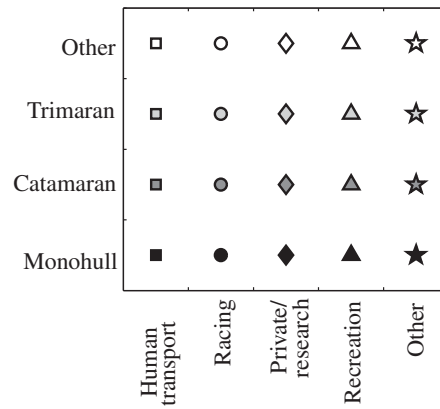 Other
Trimaran
Catamaran
Monohull
Human
transport
Racing
Private/
research
Recreation
Other